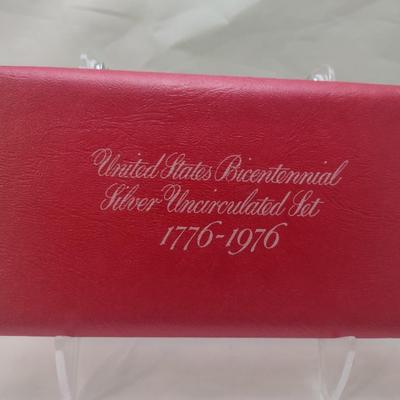 United States Bicentennial
Silver Uncirculated Set
1776-1976